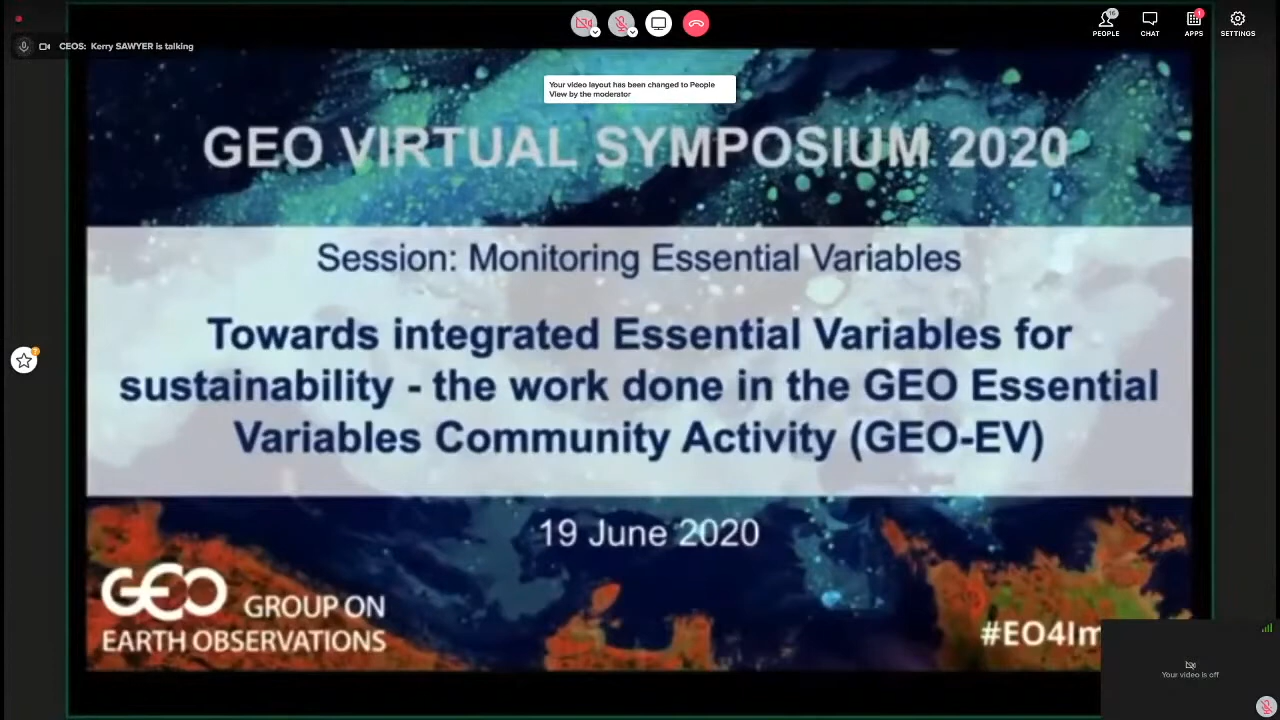 CEOS: Kerry SAWYER is talking
16
1
PEOPLE
CHAT
APPS
SETTINGS
Your video layout has been changed to People
View by the moderator
GEO VIRTUAL SYMPOSIUM 2020
Session: Monitoring Essential Variables
Towards integrated Essential Variables for
sustainability - the work done in the GEO Essential
Variables Community Activity (GEO-EV)
19 June 2020
GEO GROUP ON
EARTH OBSERVATIONS
#EO4Im
Your video is off